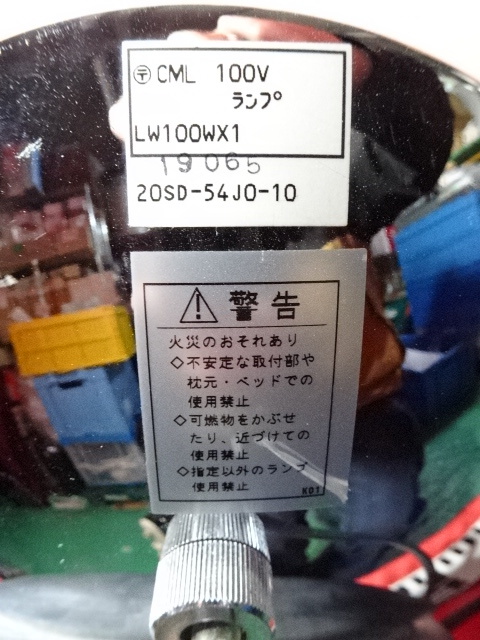 〶 CML 100V
ランプ
LW100WX1
19065
20SD-54J0-10
警告
火災のおそれあり
◇不安定な取付部や
枕元・ベッドでの
使用禁止
◇可燃物をかぶせ
たり、近づけての
使用禁止
◇指定以外のランプ
使用禁止
K01